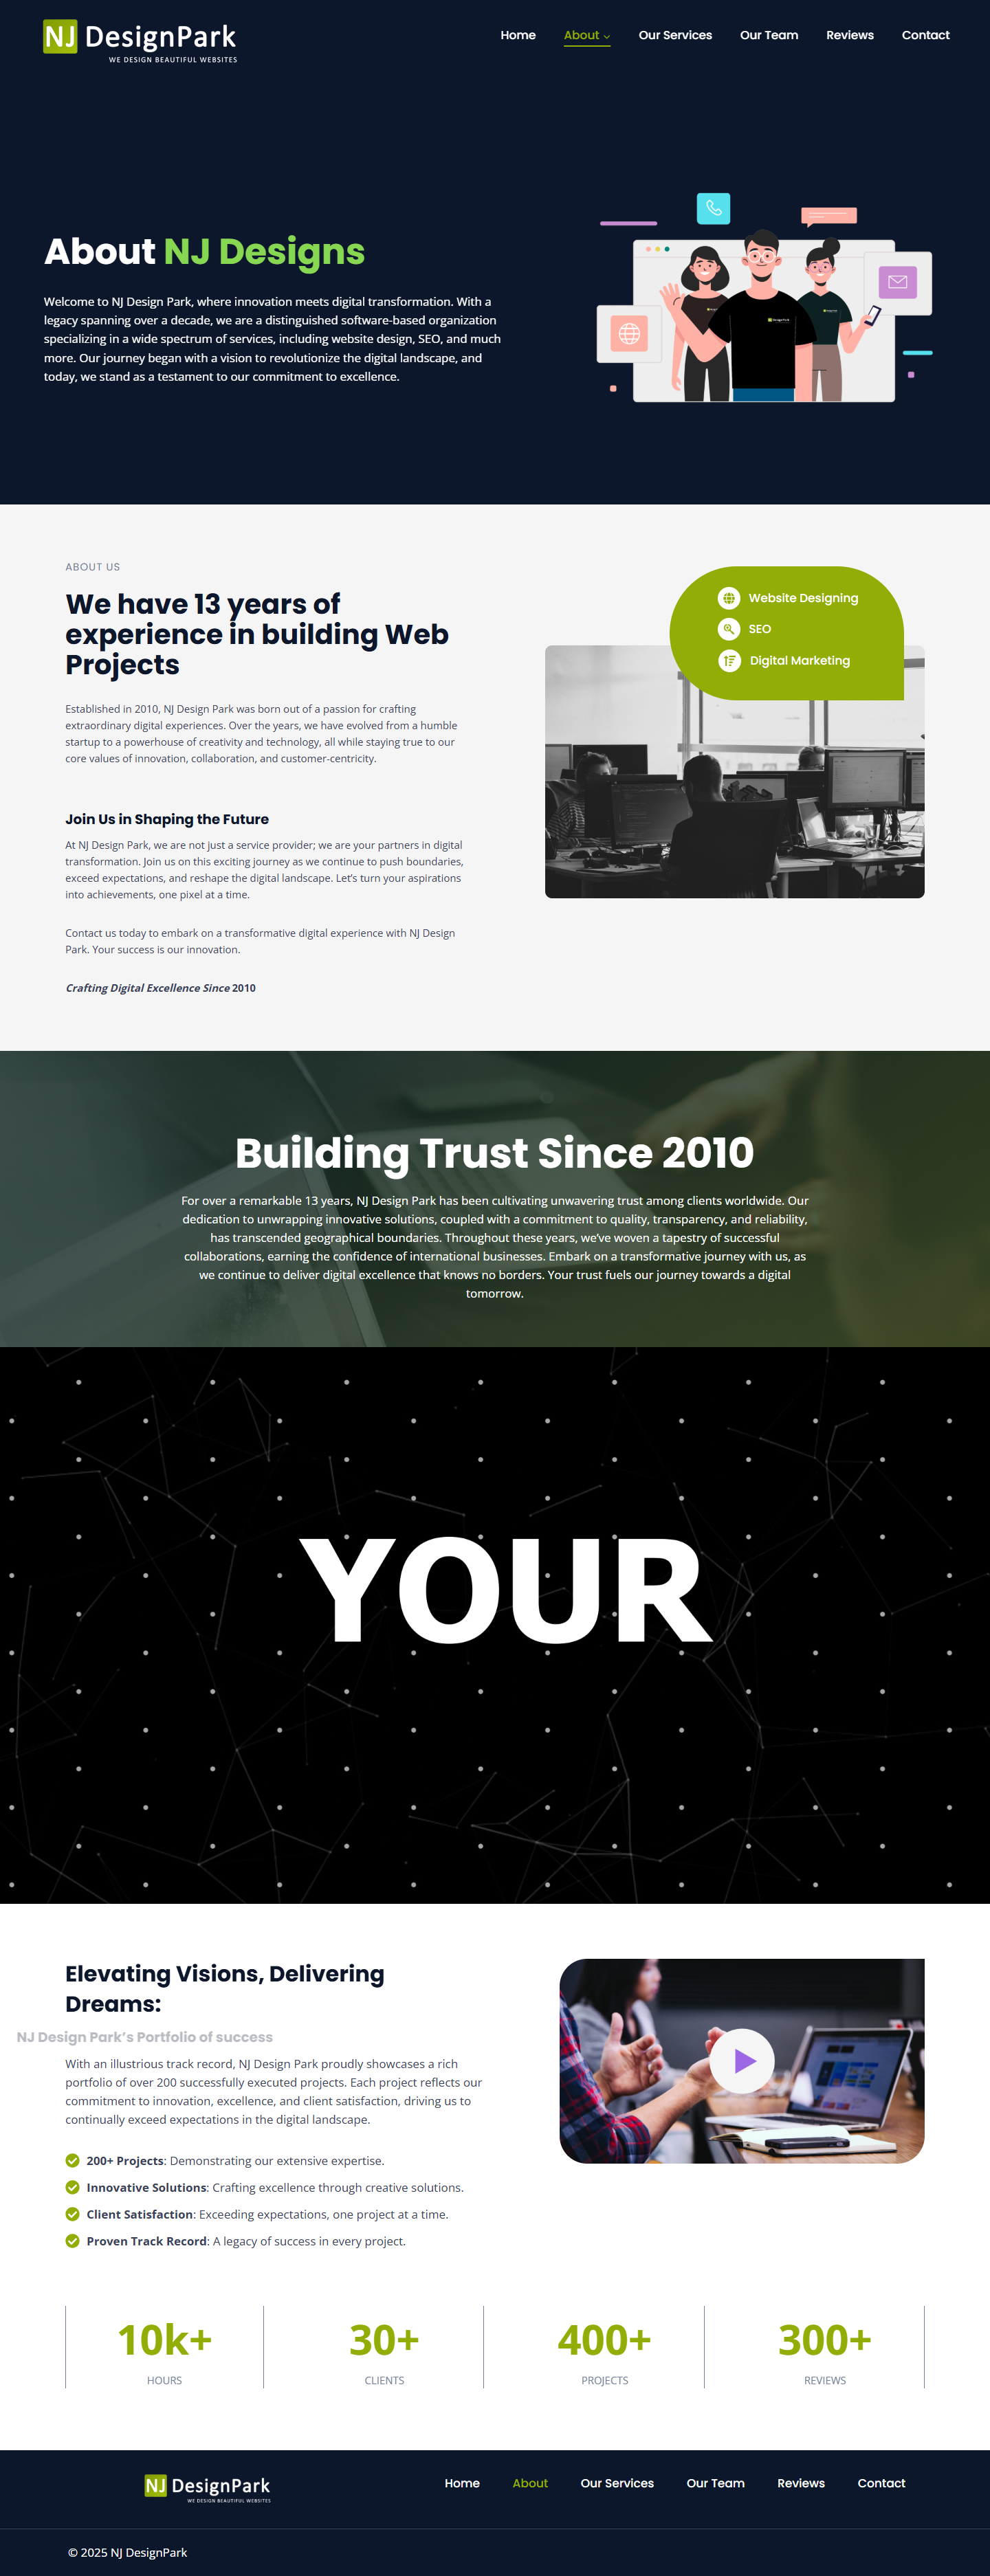 NJ DesignPark
WE DESIGN BEAUTIFUL WEBSITES
Home
About
Our Services
Our Team
Reviews
Contact
About NJ Designs
Welcome to NJ Design Park, where innovation meets digital transformation. With a
legacy spanning over a decade, we are a distinguished software-based organization
specializing in a wide spectrum of services, including website design, SEO, and much
more. Our journey began with a vision to revolutionize the digital landscape, and
today, we stand as a testament to our commitment to excellence.
ABOUT US
We have 13 years of
experience in building Web
Projects
Established in 2010, NJ Design Park was born out of a passion for crafting
extraordinary digital experiences. Over the years, we have evolved from a humble
startup to a powerhouse of creativity and technology, all while staying true to our
core values of innovation, collaboration, and customer-centricity.
Join Us in Shaping the Future
At NJ Design Park, we are not just a service provider; we are your partners in digital
transformation. Join us on this exciting journey as we continue to push boundaries,
exceed expectations, and reshape the digital landscape. Let’s turn your aspirations
into achievements, one pixel at a time.
Contact us today to embark on a transformative digital experience with NJ Design
Park. Your success is our innovation.
Crafting Digital Excellence Since 2010
Website Designing
SEO
Digital Marketing
Building Trust Since 2010
For over a remarkable 13 years, NJ Design Park has been cultivating unwavering trust among clients worldwide. Our
dedication to unwrapping innovative solutions, coupled with a commitment to quality, transparency, and reliability,
has transcended geographical boundaries. Throughout these years, we’ve woven a tapestry of successful
collaborations, earning the confidence of international businesses. Embark on a transformative journey with us, as
we continue to deliver digital excellence that knows no borders. Your trust fuels our journey towards a digital
tomorrow.
YOUR
Elevating Visions, Delivering
Dreams:
NJ Design Park’s Portfolio of success
With an illustrious track record, NJ Design Park proudly showcases a rich
portfolio of over 200 successfully executed projects. Each project reflects our
commitment to innovation, excellence, and client satisfaction, driving us to
continually exceed expectations in the digital landscape.
200+ Projects: Demonstrating our extensive expertise.
Innovative Solutions: Crafting excellence through creative solutions.
Client Satisfaction: Exceeding expectations, one project at a time.
Proven Track Record: A legacy of success in every project.
10k+
HOURS
30+
CLIENTS
400+
PROJECTS
300+
REVIEWS
NJ DesignPark
WE DESIGN BEAUTIFUL WEBSITES
Home
About
Our Services
Our Team
Reviews
Contact
© 2025 NJ DesignPark